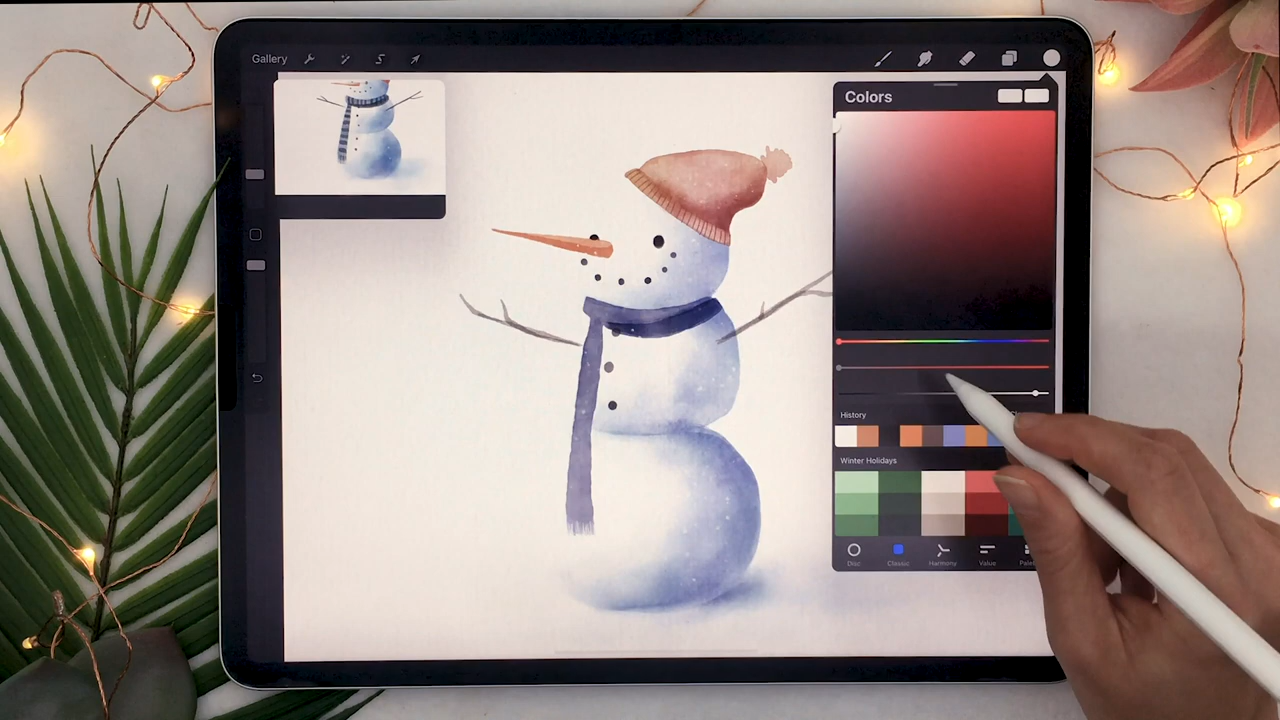 Gallery
Colors
History
Winter Holidays
Disc Classic Harmony Value